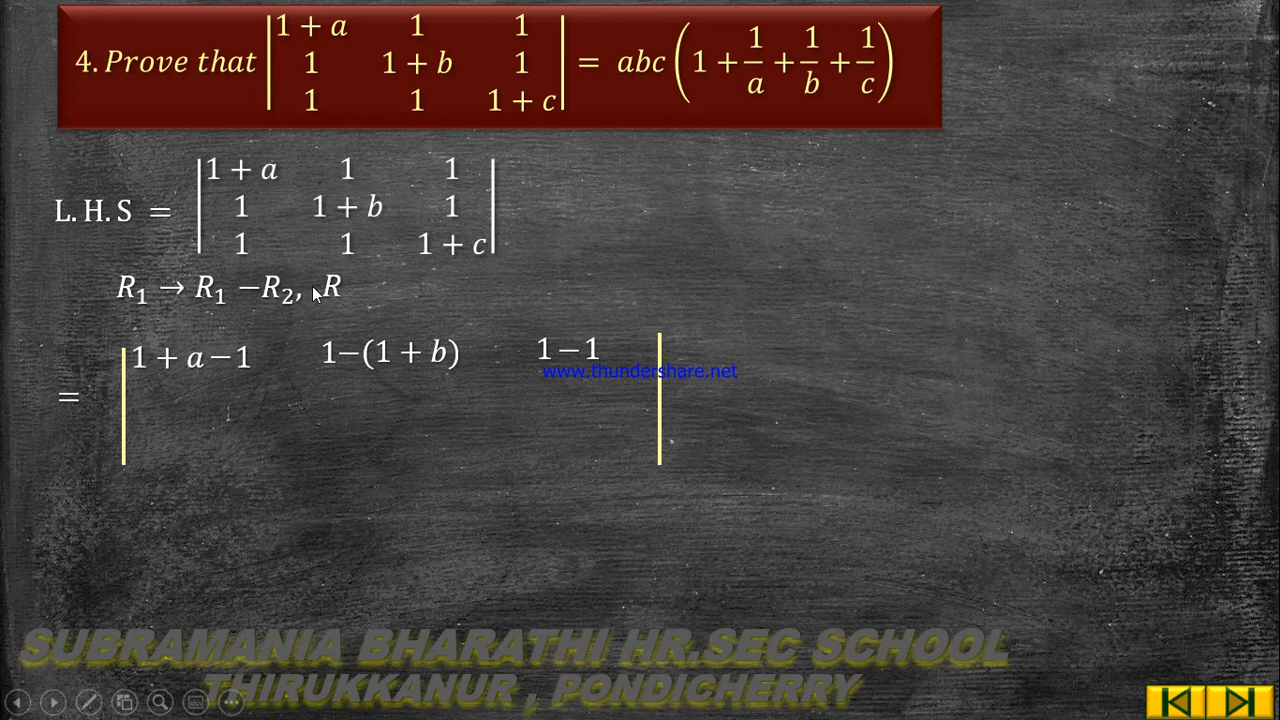 4. Prove that | 1 + a 1 1 | = abc ( 1 + 1/a + 1/b + 1/c )
| 1 1 + b 1 |
| 1 1 1 + c |
L. H. S = | 1 + a 1 1 |
| 1 1 + b 1 |
| 1 1 1 + c |
R₁ → R₁ −R₂, R
= | 1 + a − 1 1−(1 + b) 1 −1 |
www.thundershare.net
SUBRAMANIA BHARATHI HR.SEC SCHOOL
THIRUKKANUR , PONDICHERRY